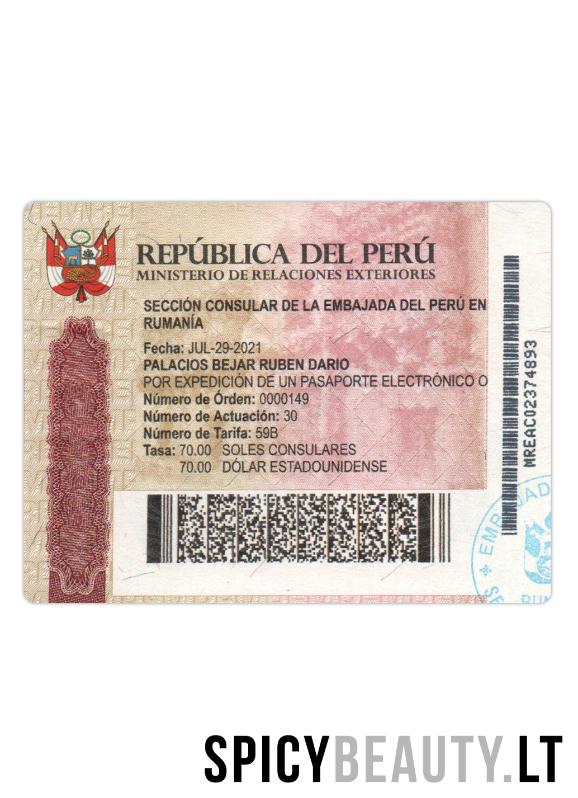 REPÚBLICA DEL PERÚ
MINISTERIO DE RELACIONES EXTERIORES
SECCIÓN CONSULAR DE LA EMBAJADA DEL PERÚ EN
RUMANÍA
Fecha: JUL-29-2021
PALACIOS BEJAR RUBEN DARIO
POR EXPEDICIÓN DE UN PASAPORTE ELECTRÓNICO O
Número de Órden: 0000149
Número de Actuación: 30
Número de Tarifa: 59B
Tasa: 70.00 SOLES CONSULARES
70.00 DÓLAR ESTADOUNIDENSE
MREAC02374893
EMBAJAD
SPICYBEAUTY.LT